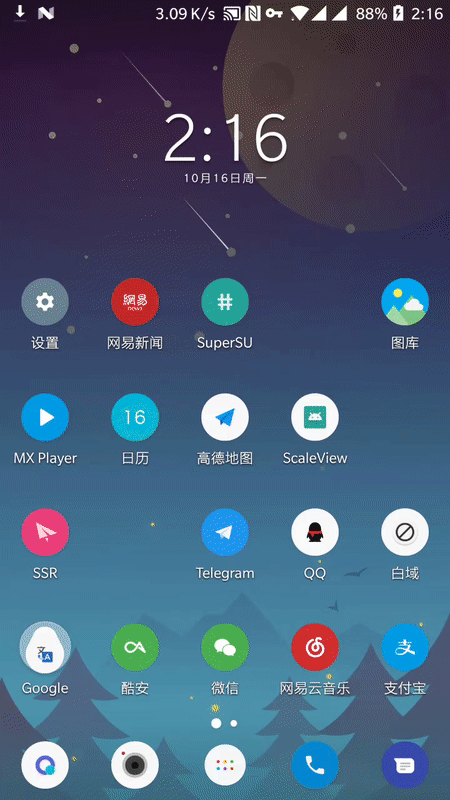 3.09 K/s 88% 2:16
2:16
10月16日周一
網易
news
设置 网易新闻 SuperSU 图库
16
MX Player 日历 高德地图 ScaleView
SSR Telegram QQ 白域
Google 酷安 微信 网易云音乐 支付宝